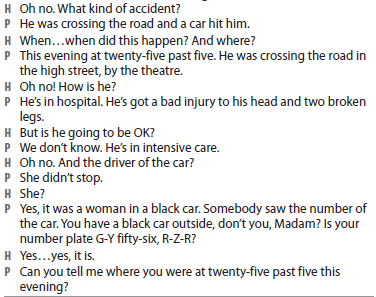 H Oh no. What kind of accident?
P He was crossing the road and a car hit him.
H When…when did this happen? And where?
P This evening at twenty-five past five. He was crossing the road in
the high street, by the theatre.
H Oh no! How is he?
P He's in hospital. He's got a bad injury to his head and two broken
legs.
H But is he going to be OK?
P We don't know. He's in intensive care.
H Oh no. And the driver of the car?
P She didn't stop.
H She?
P Yes, it was a woman in a black car. Somebody saw the number of
the car. You have a black car outside, don't you, Madam? Is your
number plate G-Y fifty-six, R-Z-R?
H Yes…yes, it is.
P Can you tell me where you were at twenty-five past five this
evening?